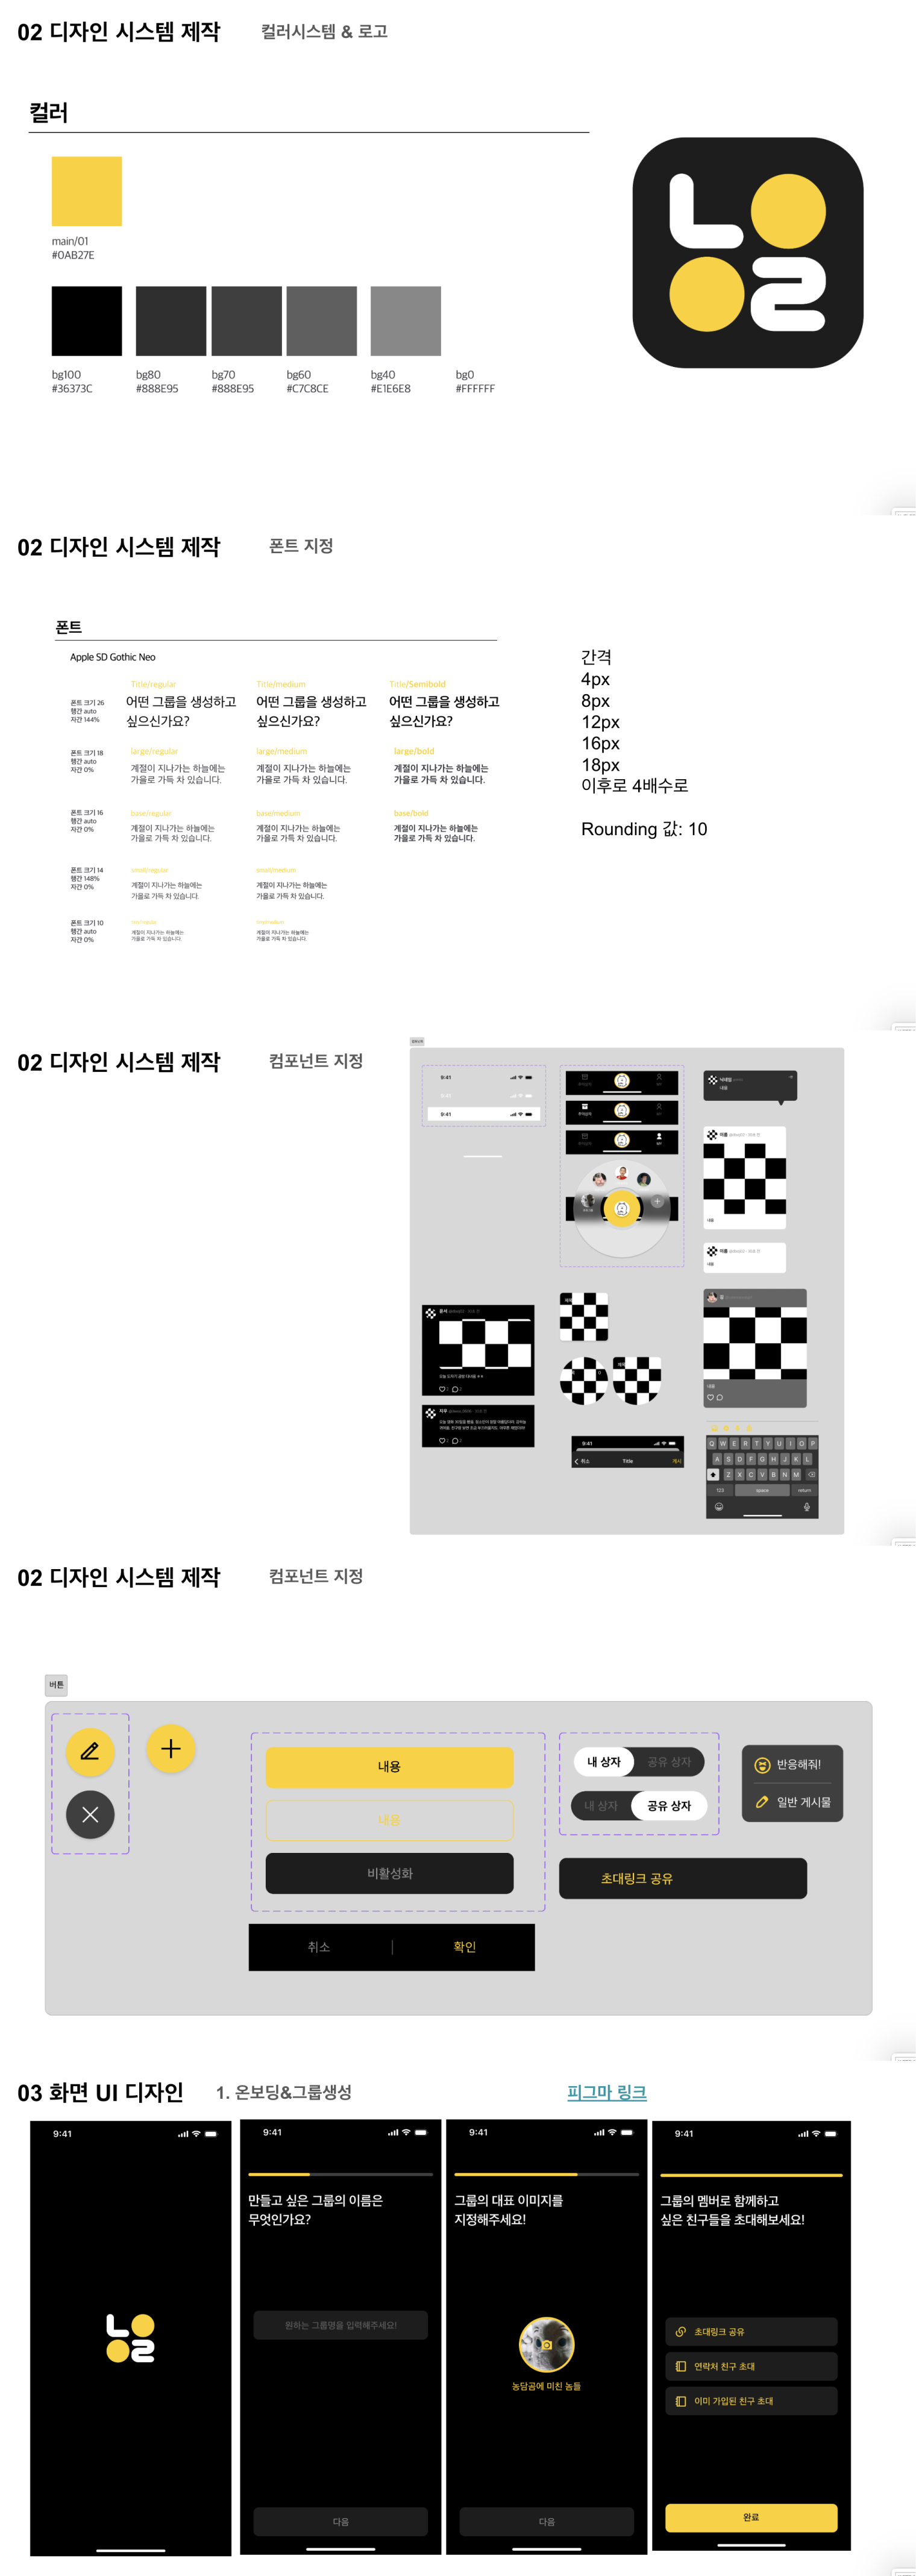 02 디자인 시스템 제작 컬러시스템 & 로고
컬러
main/01
#0AB27E
bg100
#36373C
bg80
#888E95
bg70
#888E95
bg60
#C7C8CE
bg40
#E1E6E8
bg0
#FFFFFF
02 디자인 시스템 제작 폰트 지정
폰트
Apple SD Gothic Neo
폰트 크기 26
행간 auto
자간 144%
Title/regular
어떤 그룹을 생성하고
싶으신가요?
Title/medium
어떤 그룹을 생성하고
싶으신가요?
Title/Semibold
어떤 그룹을 생성하고
싶으신가요?
폰트 크기 18
행간 auto
자간 0%
large/regular
계절이 지나가는 하늘에는
가을로 가득 차 있습니다.
large/medium
계절이 지나가는 하늘에는
가을로 가득 차 있습니다.
large/bold
계절이 지나가는 하늘에는
가을로 가득 차 있습니다.
폰트 크기 16
행간 auto
자간 0%
base/regular
계절이 지나가는 하늘에는
가을로 가득 차 있습니다.
base/medium
계절이 지나가는 하늘에는
가을로 가득 차 있습니다.
base/bold
계절이 지나가는 하늘에는
가을로 가득 차 있습니다.
폰트 크기 14
행간 148%
자간 0%
small/regular
계절이 지나가는 하늘에는
가을로 가득 차 있습니다.
small/medium
계절이 지나가는 하늘에는
가을로 가득 차 있습니다.
폰트 크기 10
행간 auto
자간 0%
계절이 지나가는 하늘에는
가을로 가득 차 있습니다.
계절이 지나가는 하늘에는
가을로 가득 차 있습니다.
간격
4px
8px
12px
16px
18px
이후로 4배수로
Rounding 값: 10
02 디자인 시스템 제작 컴포넌트 지정
9:41
9:41
9:41
닉네임
내용
이름
내용
이름
내용
윤서
지우
내용
9:41
취소 Title 게시
Q W E R T Y U I O P
A S D F G H J K L
Z X C V B N M
123 space return
02 디자인 시스템 제작 컴포넌트 지정
버튼
내용
내용
비활성화
취소 확인
내 상자 공유 상자
내 상자 공유 상자
초대링크 공유
반응해줘!
일반 게시물
03 화면 UI 디자인 1. 온보딩&그룹생성 피그마 링크
9:41
9:41
만들고 싶은 그룹의 이름은
무엇인가요?
원하는 그룹명을 입력해주세요!
다음
9:41
그룹의 대표 이미지를
지정해주세요!
농담곰에 미친 놈들
다음
9:41
그룹의 멤버로 함께하고
싶은 친구들을 초대해보세요!
초대링크 공유
연락처 친구 초대
이미 가입된 친구 초대
완료